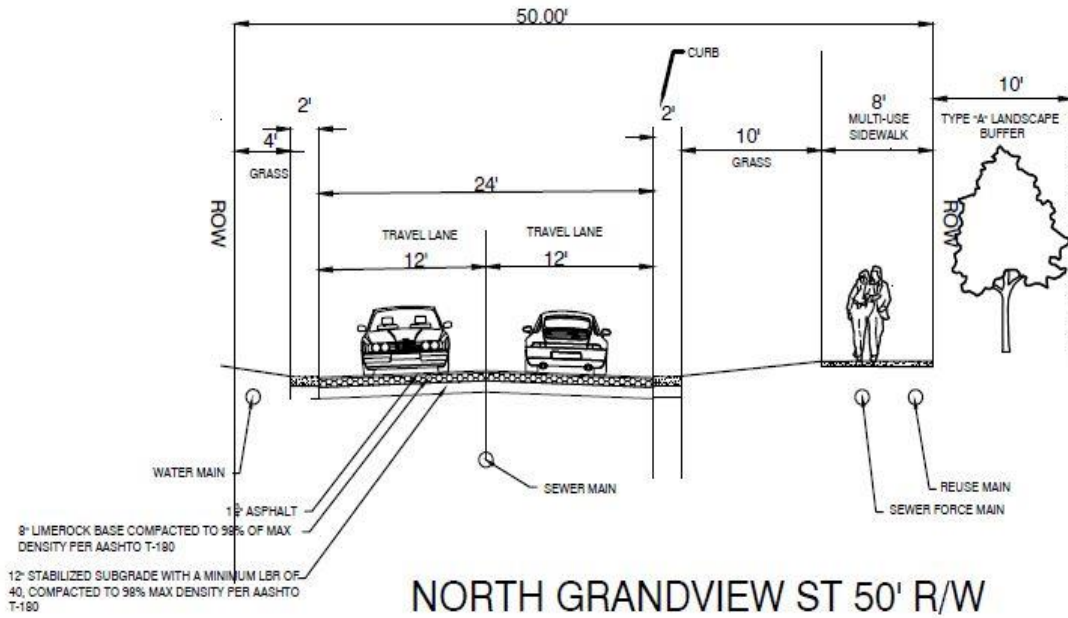 50.00'
CURB
2'
2'
8'
10'
4'
10'
MULTI-USE
SIDEWALK
TYPE "A" LANDSCAPE
BUFFER
GRASS
GRASS
24'
ROW
ROW
TRAVEL LANE
TRAVEL LANE
12'
12'
WATER MAIN
SEWER MAIN
REUSE MAIN
SEWER FORCE MAIN
ASPHALT
8" LIMEROCK BASE COMPACTED TO 98% OF MAX
DENSITY PER AASHTO T-180
12" STABILIZED SUBGRADE WITH A MINIMUM LBR OF
40, COMPACTED TO 98% MAX DENSITY PER AASHTO
T-180
NORTH GRANDVIEW ST 50' R/W